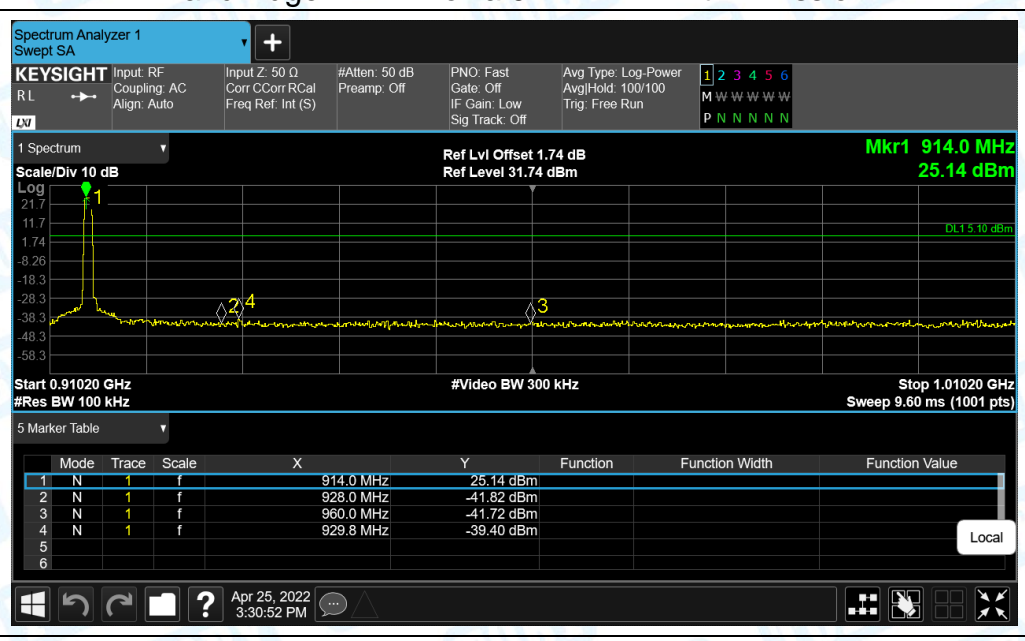 Spectrum Analyzer 1
Swept SA
KEYSIGHT
RL
LXI
Input: RF
Coupling: AC
Align: Auto
Input Z: 50 Ω
Corr CCorr RCal
Freq Ref: Int (S)
#Atten: 50 dB
Preamp: Off
PNO: Fast
Gate: Off
IF Gain: Low
Sig Track: Off
Avg Type: Log-Power
Avg|Hold: 100/100
Trig: Free Run
1 2 3 4 5 6
M W W W W W
P N N N N N
1 Spectrum
Scale/Div 10 dB
Ref Lvl Offset 1.74 dB
Ref Level 31.74 dBm
Mkr1 914.0 MHz
25.14 dBm
Log
21.7
11.7
1.74
-8.26
-18.3
-28.3
-38.3
-48.3
-58.3
1
2
4
3
DL1 5.10 dBm
Start 0.91020 GHz
#Video BW 300 kHz
Stop 1.01020 GHz
#Res BW 100 kHz
Sweep 9.60 ms (1001 pts)
5 Marker Table
Mode Trace Scale X Y Function Function Width Function Value
1 N 1 f 914.0 MHz 25.14 dBm
2 N 1 f 928.0 MHz -41.82 dBm
3 N 1 f 960.0 MHz -41.72 dBm
4 N 1 f 929.8 MHz -39.40 dBm
5
6
Local
?
Apr 25, 2022
3:30:52 PM